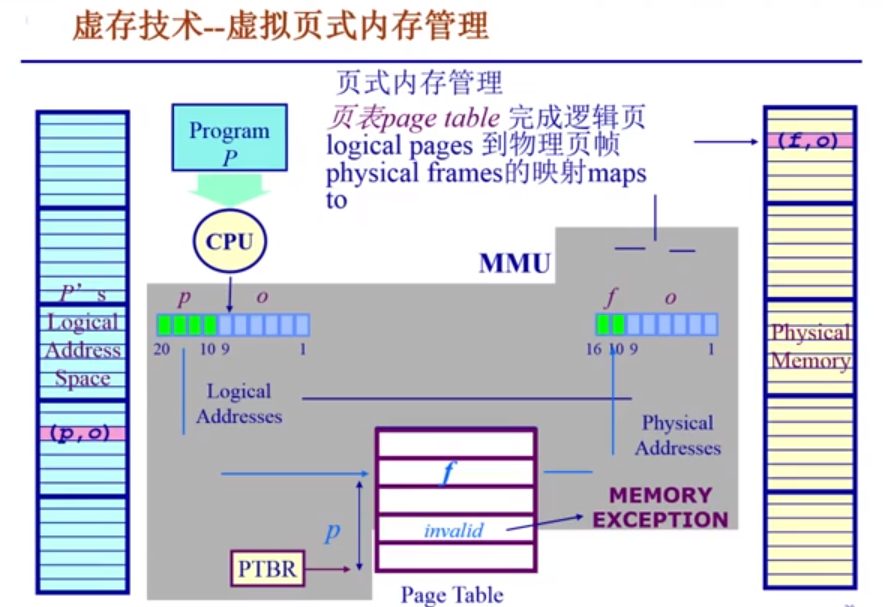 虚存技术--虚拟页式内存管理
页式内存管理
页表page table 完成逻辑页
logical pages 到物理页帧
physical frames的映射maps
to
Program
P
CPU
MMU
(f,o)
P’s
Logical
Address
Space
(p,o)
p o
20 10 9 1
f o
16 10 9 1
Logical
Addresses
Physical
Addresses
Physical
Memory
f
invalid
p
MEMORY
EXCEPTION
PTBR
Page Table